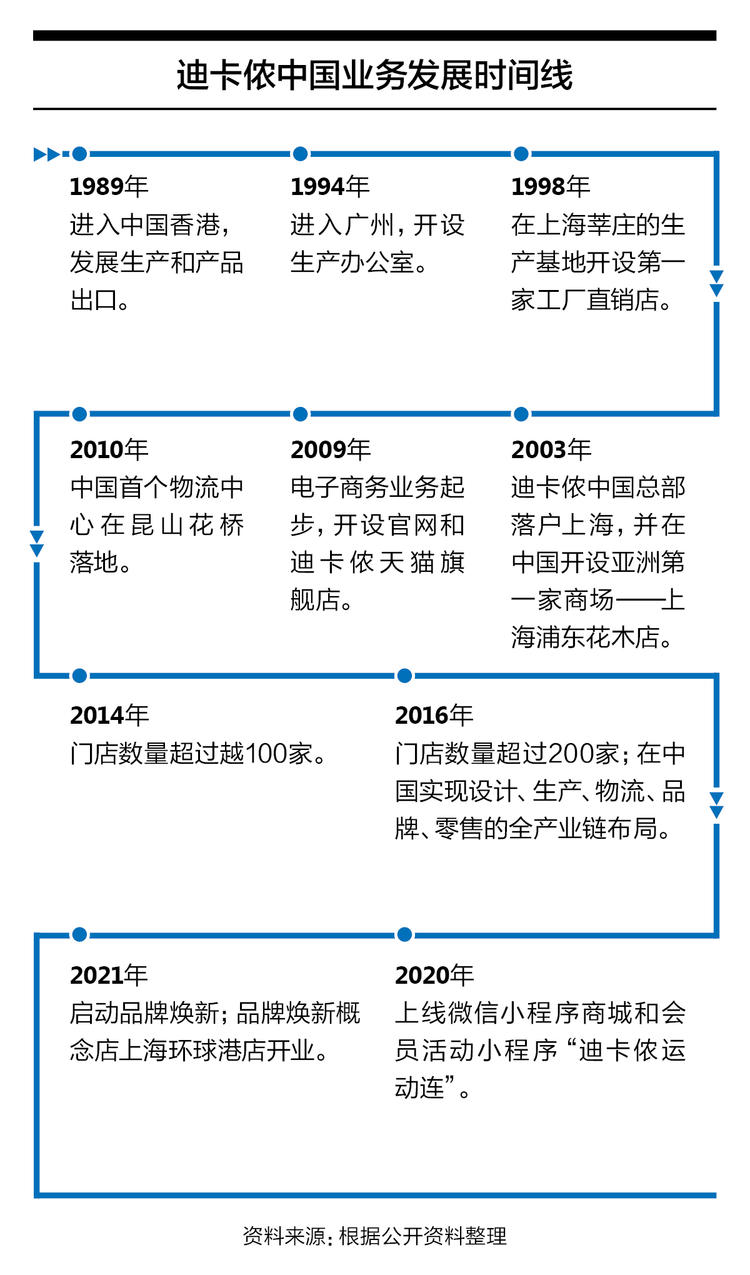 迪卡侬中国业务发展时间线
1989年
进入中国香港，
发展生产和产品
出口。
1994年
进入广州，开设
生产办公室。
1998年
在上海莘庄的生
产基地开设第一
家工厂直销店。
2003年
迪卡侬中国总部
落户上海，并在
中国开设亚洲第
一家商场——上
海浦东花木店。
2009年
电子商务业务起
步，开设官网和
迪卡侬天猫旗
舰店。
2010年
中国首个物流中
心在昆山花桥
落地。
2014年
门店数量超过越100家。
2016年
门店数量超过200家；在中
国实现设计、生产、物流、品
牌、零售的全产业链布局。
2020年
上线微信小程序商城和会
员活动小程序“迪卡侬运
动连”。
2021年
启动品牌焕新；品牌焕新概
念店上海环球港店开业。
资料来源：根据公开资料整理